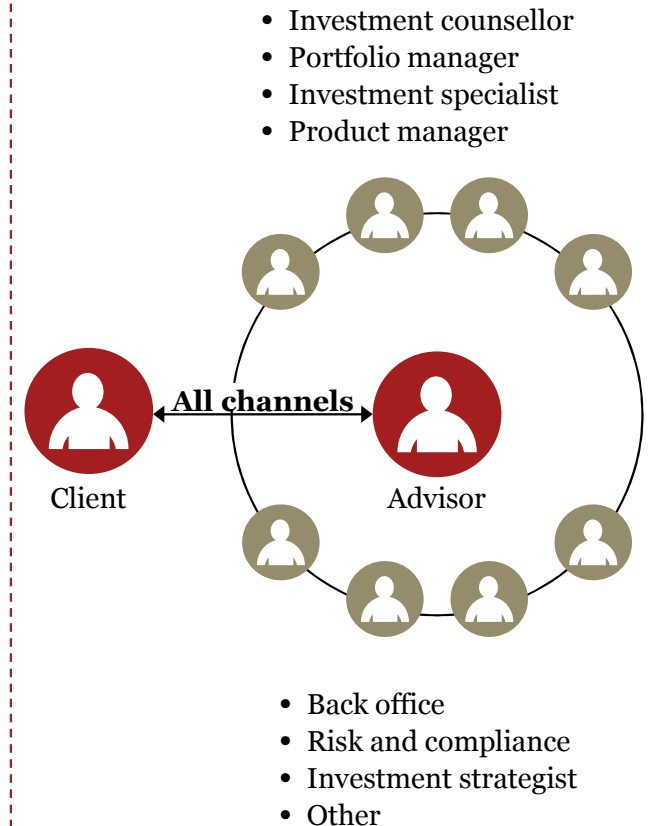 • Investment counsellor
• Portfolio manager
• Investment specialist
• Product manager
All channels
Client
Advisor
• Back office
• Risk and compliance
• Investment strategist
• Other